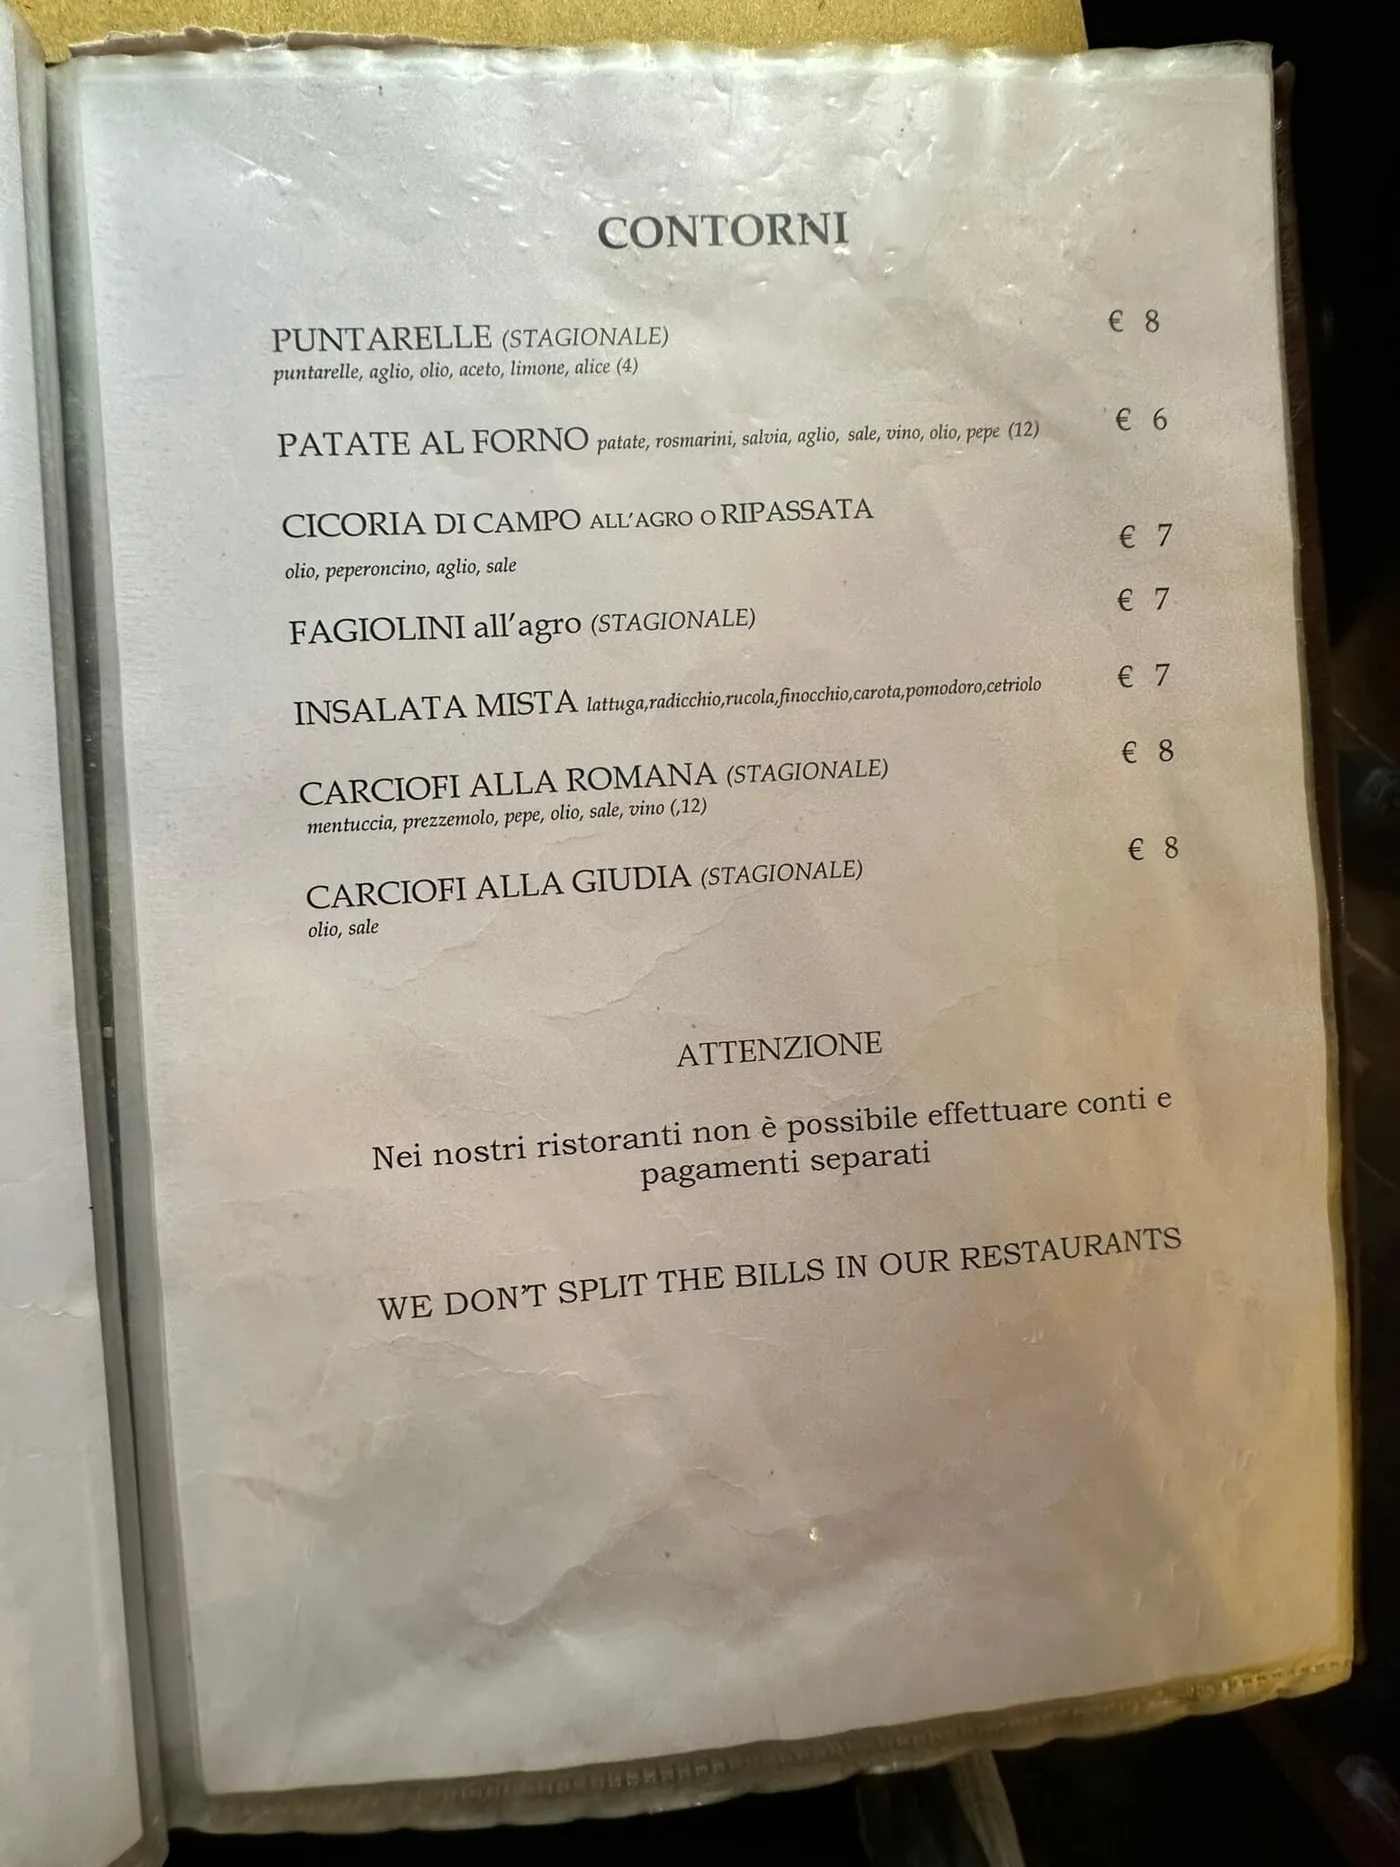 CONTORNI
PUNTARELLE (STAGIONALE) € 8
puntarelle, aglio, olio, aceto, limone, alice (4)
PATATE AL FORNO patate, rosmarini, salvia, aglio, sale, vino, olio, pepe (12) € 6
CICORIA DI CAMPO ALL'AGRO O RIPASSATA
olio, peperoncino, aglio, sale € 7
FAGIOLINI all'agro (STAGIONALE) € 7
INSALATA MISTA lattuga,radicchio,rucola,finocchio,carota,pomodoro,cetriolo € 7
CARCIOFI ALLA ROMANA (STAGIONALE) € 8
mentuccia, prezzemolo, pepe, olio, sale, vino (,12)
CARCIOFI ALLA GIUDIA (STAGIONALE) € 8
olio, sale
ATTENZIONE
Nei nostri ristoranti non è possibile effettuare conti e
pagamenti separati
WE DON'T SPLIT THE BILLS IN OUR RESTAURANTS